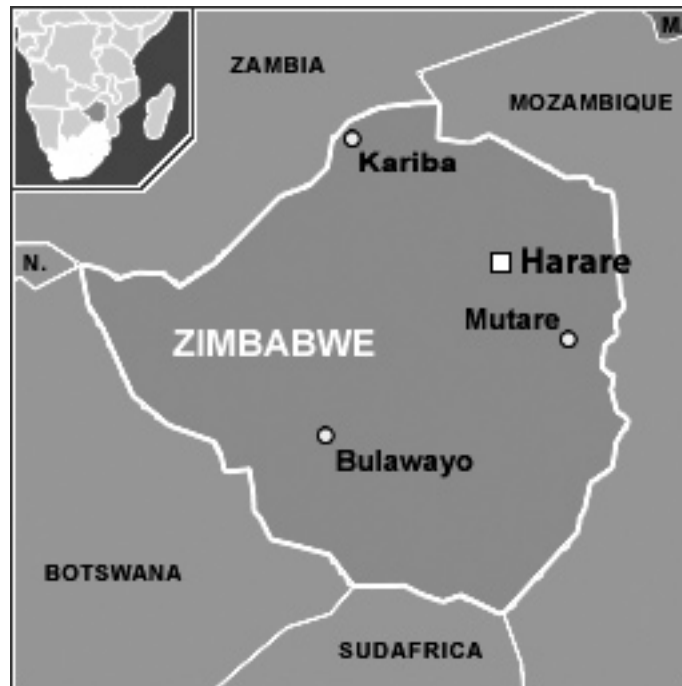 M.
ZAMBIA
MOZAMBIQUE
Kariba
N.
Harare
Mutare
ZIMBABWE
Bulawayo
BOTSWANA
SUDAFRICA